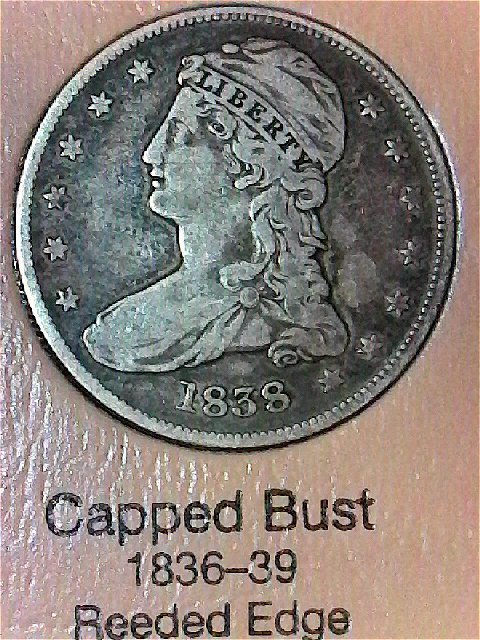 LIBERTY
1838
Capped Bust
1836–39
Reeded Edge